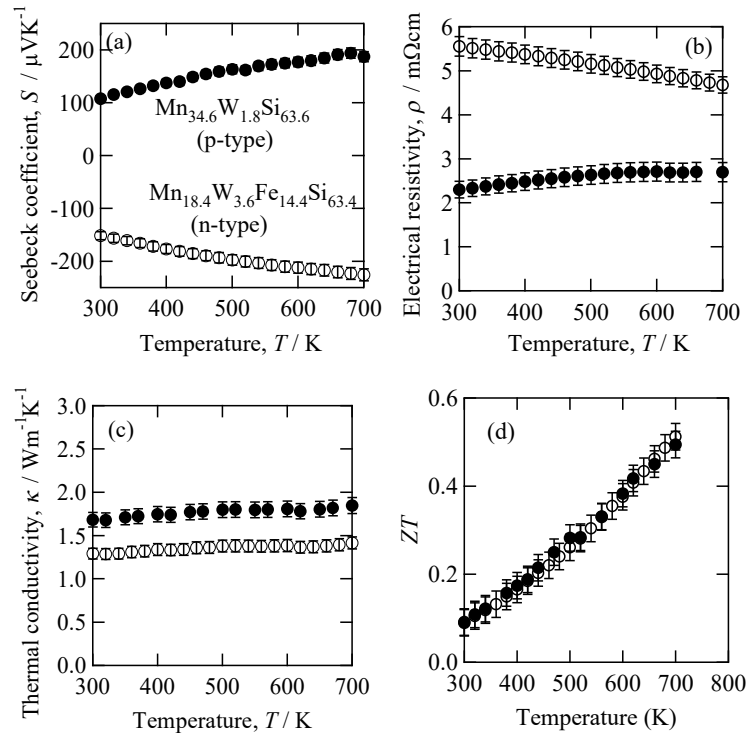 (a)
Seebeck coefficient, S / μVK⁻¹
200
100
0
-100
-200
Mn₃₄.₆W₁.₈Si₆₃.₆
(p-type)
Mn₁₈.₄W₃.₆Fe₁₄.₄Si₆₃.₄
(n-type)
300 400 500 600 700
Temperature, T / K
(b)
Electrical resistivity, ρ / mΩcm
6
5
4
3
2
1
0
300 400 500 600 700
Temperature, T / K
(c)
Thermal conductivity, κ / Wm⁻¹K⁻¹
3.0
2.5
2.0
1.5
1.0
0.5
0.0
300 400 500 600 700
Temperature, T / K
(d)
ZT
0.6
0.4
0.2
0.0
300 400 500 600 700 800
Temperature (K)